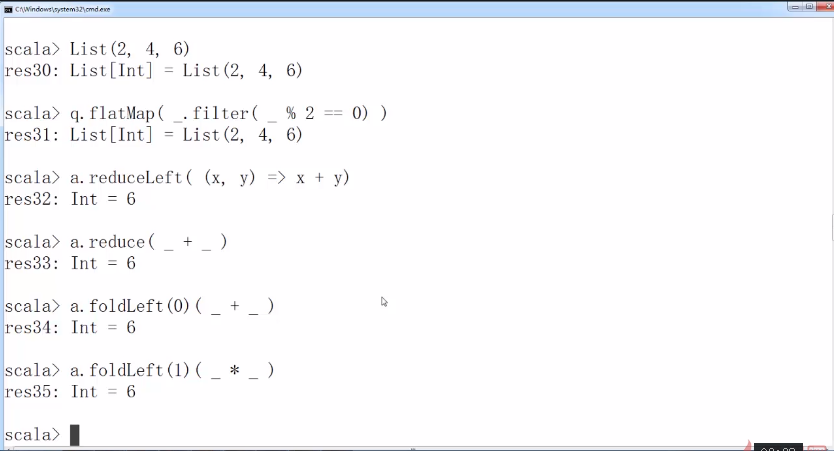 C:\Windows\system32\cmd.exe
scala> List(2, 4, 6)
res30: List[Int] = List(2, 4, 6)
scala> q.flatMap( _.filter( _ % 2 == 0) )
res31: List[Int] = List(2, 4, 6)
scala> a.reduceLeft( (x, y) => x + y)
res32: Int = 6
scala> a.reduce( _ + _ )
res33: Int = 6
scala> a.foldLeft(0)( _ + _ )
res34: Int = 6
scala> a.foldLeft(1)( _ * _ )
res35: Int = 6
scala>